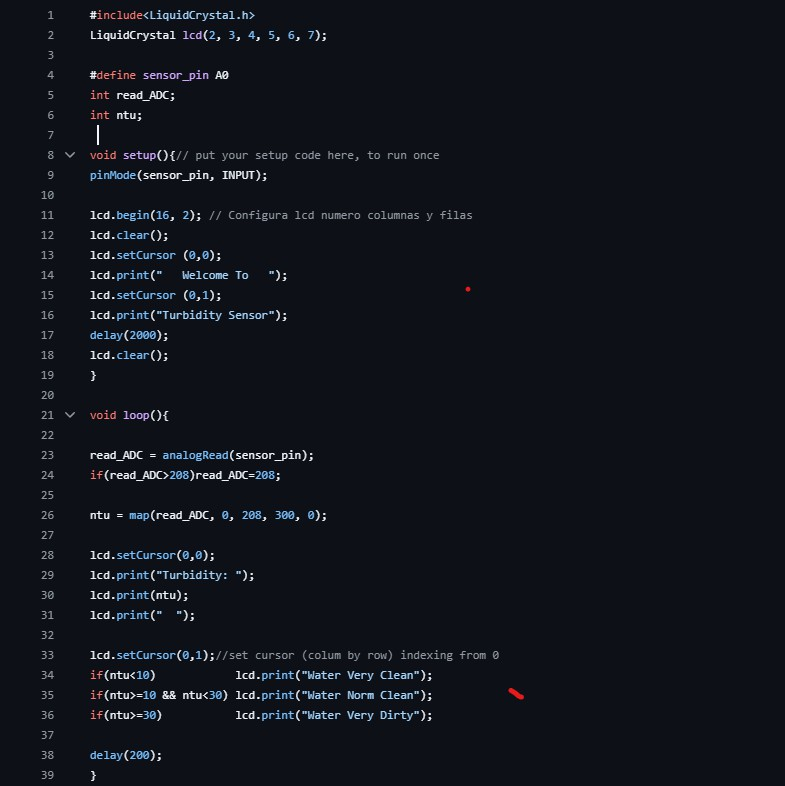 1 #include<LiquidCrystal.h>
2 LiquidCrystal lcd(2, 3, 4, 5, 6, 7);
3
4 #define sensor_pin A0
5 int read_ADC;
6 int ntu;
7
8 void setup(){// put your setup code here, to run once
9 pinMode(sensor_pin, INPUT);
10
11 lcd.begin(16, 2); // Configura lcd numero columnas y filas
12 lcd.clear();
13 lcd.setCursor (0,0);
14 lcd.print("   Welcome To   ");
15 lcd.setCursor (0,1);
16 lcd.print("Turbidity Sensor");
17 delay(2000);
18 lcd.clear();
19 }
20
21 void loop(){
22
23 read_ADC = analogRead(sensor_pin);
24 if(read_ADC>208)read_ADC=208;
25
26 ntu = map(read_ADC, 0, 208, 300, 0);
27
28 lcd.setCursor(0,0);
29 lcd.print("Turbidity: ");
30 lcd.print(ntu);
31 lcd.print("  ");
32
33 lcd.setCursor(0,1);//set cursor (colum by row) indexing from 0
34 if(ntu<10)            lcd.print("Water Very Clean");
35 if(ntu>=10 && ntu<30) lcd.print("Water Norm Clean");
36 if(ntu>=30)           lcd.print("Water Very Dirty");
37
38 delay(200);
39 }